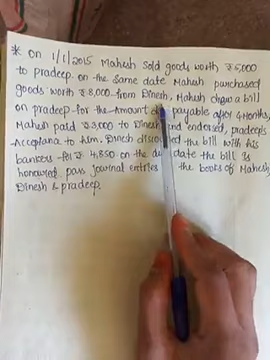 * On 1/1/2015 Mahesh Sold goods worth ₹ 5,000
to pradeep. on the same date Mahesh purchased
goods worth ₹ 8,000 from Dinesh, Mahesh drew a bill
on pradeep for the Amount payable after 4 Months,
Mahesh paid ₹ 3,000 to Dinesh and endorsed, pradeep's
Acceptana to him. Dinesh the bill with his
bankers for ₹ 4,850 on the date the bill is
honoured. pass journal entries the books of Mahesh,
Dinesh & pradeep.